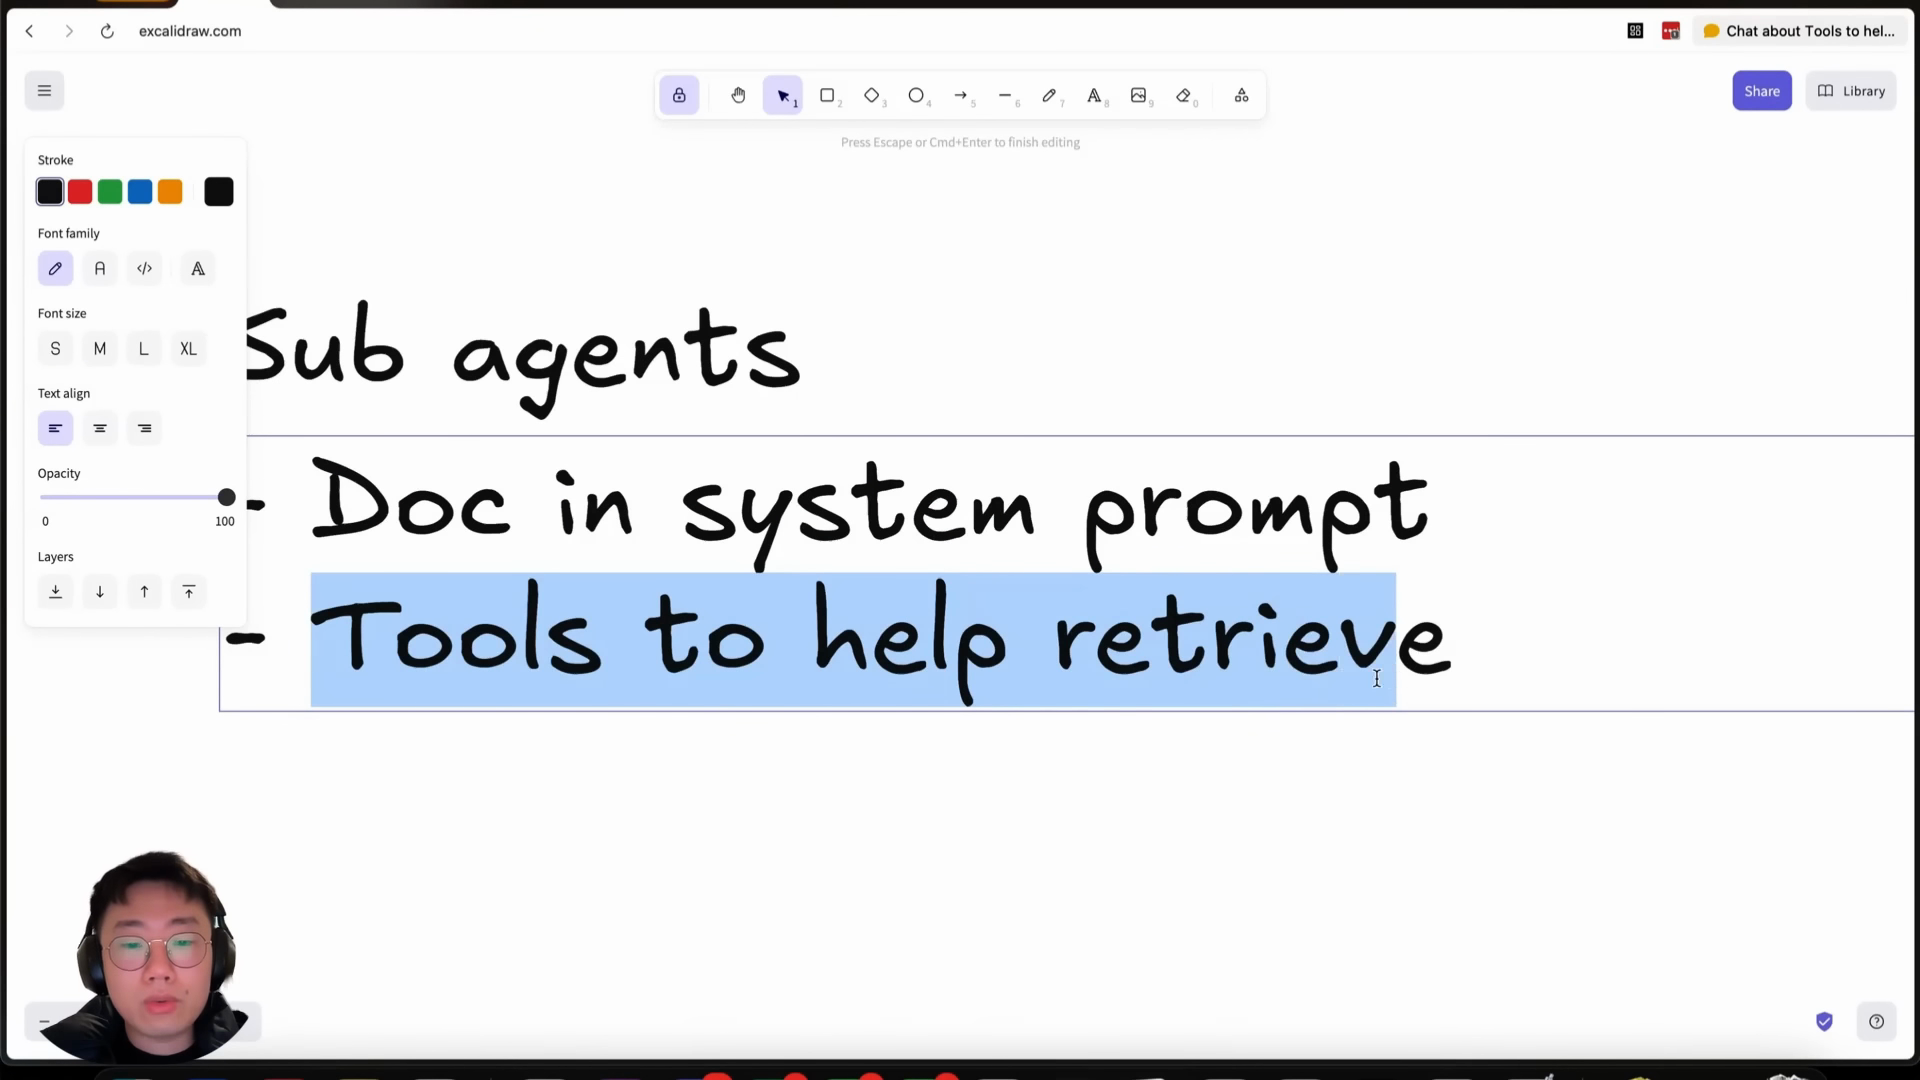 excalidraw.com
Chat about Tools to hel...
1
2
3
4
5
6
7
8
9
0
Share
Library
Press Escape or Cmd+Enter to finish editing
Stroke
Font family
Font size
S M L XL
Text align
Opacity
0 100
Layers
Sub agents
- Doc in system prompt
- Tools to help retrieve